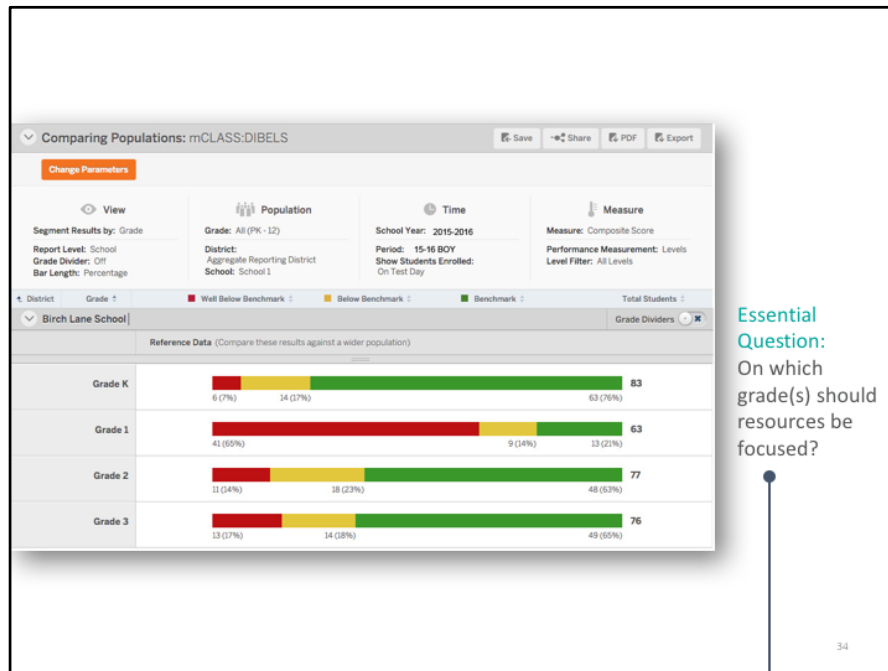 Comparing Populations: mCLASS:DIBELS
Save
Share
PDF
Export
Change Parameters
View
Population
Time
Measure
Segment Results by: Grade
Grade: All (PK - 12)
School Year: 2015-2016
Measure: Composite Score
Report Level: School
Grade Divider: Off
Bar Length: Percentage
District:
Aggregate Reporting District
School: School 1
Period: 15-16 BOY
Show Students Enrolled:
On Test Day
Performance Measurement: Levels
Level Filter: All Levels
District
Grade
Well Below Benchmark
Below Benchmark
Benchmark
Total Students
Birch Lane School
Grade Dividers
Reference Data (Compare these results against a wider population)
Grade K
83
6 (7%)
14 (17%)
63 (76%)
Grade 1
63
41 (65%)
9 (14%)
13 (21%)
Grade 2
77
11 (14%)
18 (23%)
48 (63%)
Grade 3
76
13 (17%)
14 (18%)
49 (65%)
Essential
Question:
On which
grade(s) should
resources be
focused?
34